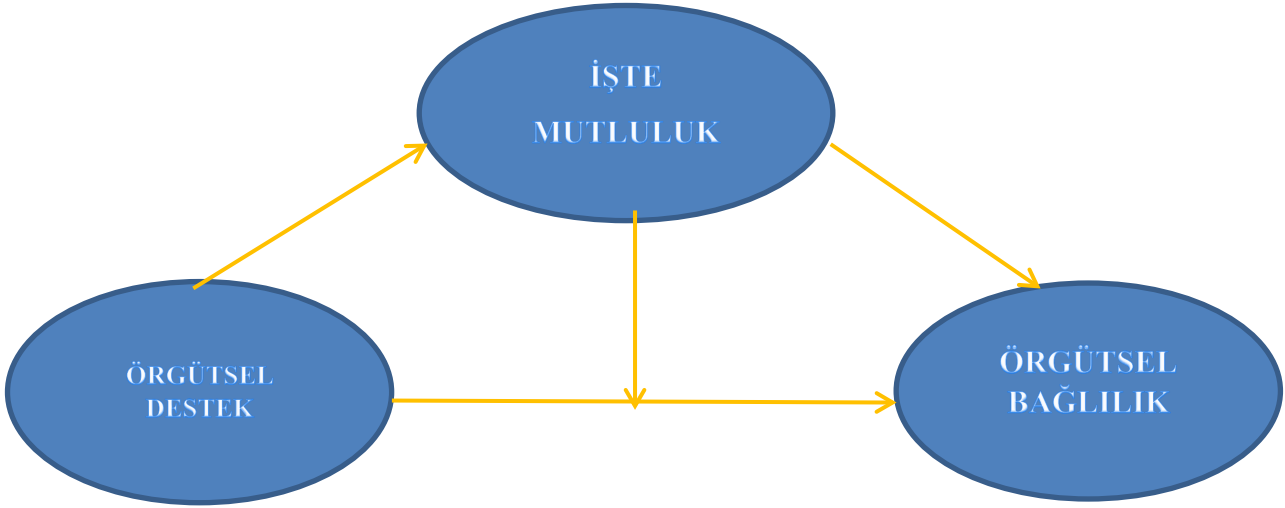 İŞTE
MUTLULUK
ÖRGÜTSEL
DESTEK
ÖRGÜTSEL
BAĞLILIK